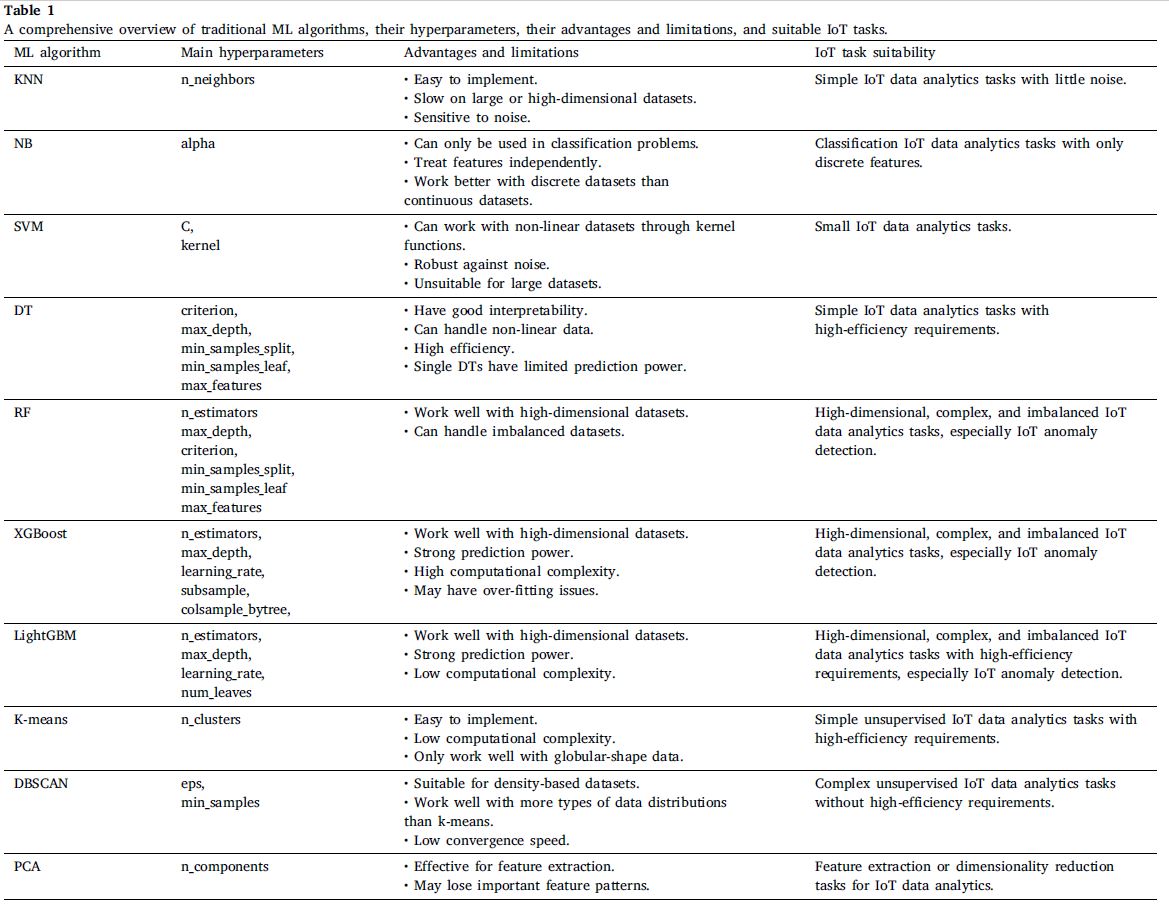 Table 1
A comprehensive overview of traditional ML algorithms, their hyperparameters, their advantages and limitations, and suitable IoT tasks.
ML algorithm Main hyperparameters Advantages and limitations IoT task suitability
KNN n_neighbors • Easy to implement. Simple IoT data analytics tasks with little noise.
• Slow on large or high-dimensional datasets.
• Sensitive to noise.
NB alpha • Can only be used in classification problems. Classification IoT data analytics tasks with only
• Treat features independently. discrete features.
• Work better with discrete datasets than
continuous datasets.
SVM C, • Can work with non-linear datasets through kernel Small IoT data analytics tasks.
kernel functions.
• Robust against noise.
• Unsuitable for large datasets.
DT criterion, • Have good interpretability. Simple IoT data analytics tasks with
max_depth, • Can handle non-linear data. high-efficiency requirements.
min_samples_split, • High efficiency.
min_samples_leaf, • Single DTs have limited prediction power.
max_features
RF n_estimators • Work well with high-dimensional datasets. High-dimensional, complex, and imbalanced IoT
max_depth, • Can handle imbalanced datasets. data analytics tasks, especially IoT anomaly
criterion, detection.
min_samples_split,
min_samples_leaf
max_features
XGBoost n_estimators, • Work well with high-dimensional datasets. High-dimensional, complex, and imbalanced IoT
max_depth, • Strong prediction power. data analytics tasks, especially IoT anomaly
learning_rate, • High computational complexity. detection.
subsample, • May have over-fitting issues.
colsample_bytree,
LightGBM n_estimators, • Work well with high-dimensional datasets. High-dimensional, complex, and imbalanced IoT
max_depth, • Strong prediction power. data analytics tasks with high-efficiency
learning_rate, • Low computational complexity. requirements, especially IoT anomaly detection.
num_leaves
K-means n_clusters • Easy to implement. Simple unsupervised IoT data analytics tasks with
• Low computational complexity. high-efficiency requirements.
• Only work well with globular-shape data.
DBSCAN eps, • Suitable for density-based datasets. Complex unsupervised IoT data analytics tasks
min_samples • Work well with more types of data distributions without high-efficiency requirements.
than k-means.
• Low convergence speed.
PCA n_components • Effective for feature extraction. Feature extraction or dimensionality reduction
• May lose important feature patterns. tasks for IoT data analytics.